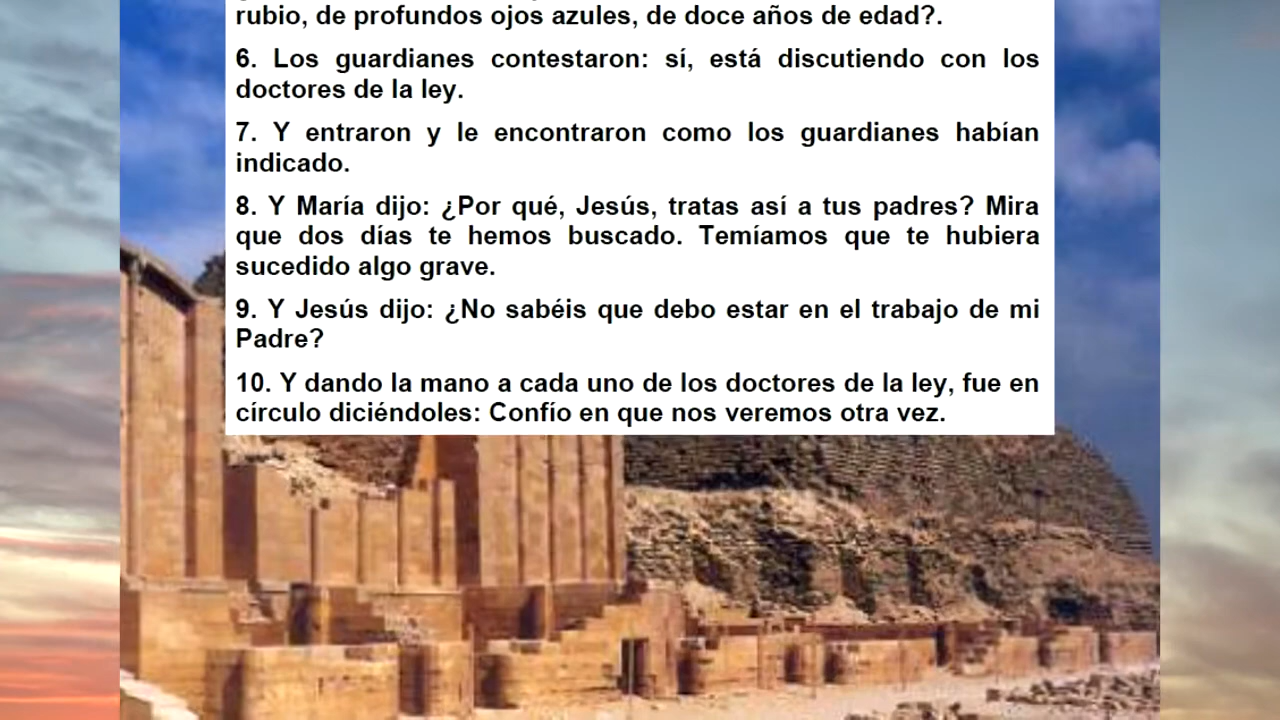 rubio, de profundos ojos azules, de doce años de edad?.
6. Los guardianes contestaron: sí, está discutiendo con los
doctores de la ley.
7. Y entraron y le encontraron como los guardianes habían
indicado.
8. Y María dijo: ¿Por qué, Jesús, tratas así a tus padres? Mira
que dos días te hemos buscado. Temíamos que te hubiera
sucedido algo grave.
9. Y Jesús dijo: ¿No sabéis que debo estar en el trabajo de mi
Padre?
10. Y dando la mano a cada uno de los doctores de la ley, fue en
círculo diciéndoles: Confío en que nos veremos otra vez.